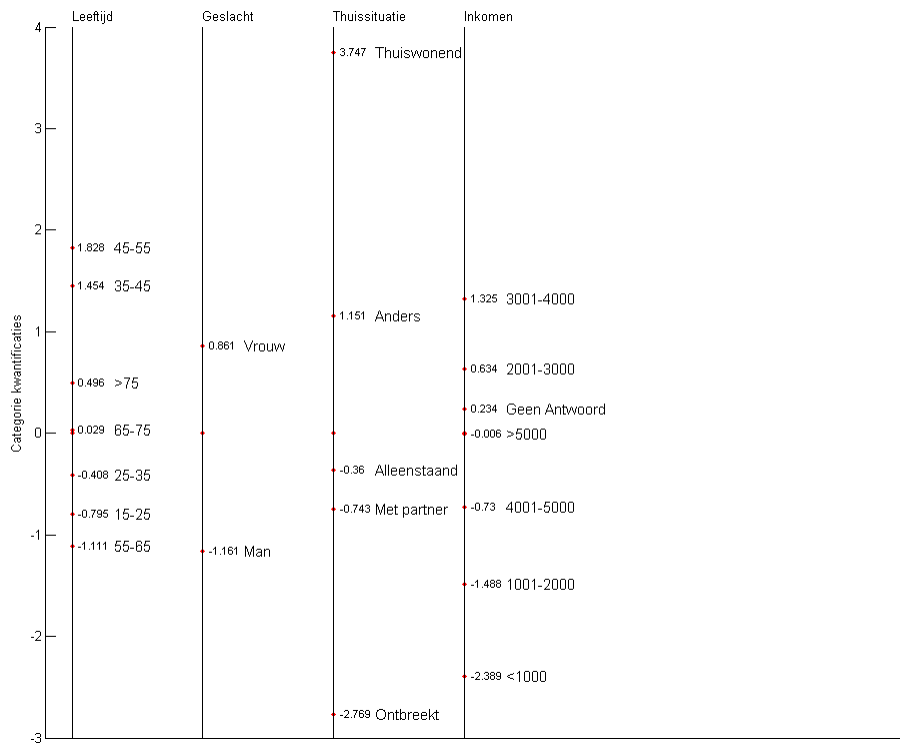 Leeftijd Geslacht Thuissituatie Inkomen
Categorie kwantificaties
4
3
2
1
0
-1
-2
-3
1.828 45-55
1.454 35-45
0.496 >75
0.029 65-75
-0.408 25-35
-0.795 15-25
-1.111 55-65
0.861 Vrouw
-1.161 Man
3.747 Thuiswonend
1.151 Anders
-0.36 Alleenstaand
-0.743 Met partner
-2.769 Ontbreekt
1.325 3001-4000
0.634 2001-3000
0.234 Geen Antwoord
-0.006 >5000
-0.73 4001-5000
-1.488 1001-2000
-2.389 <1000